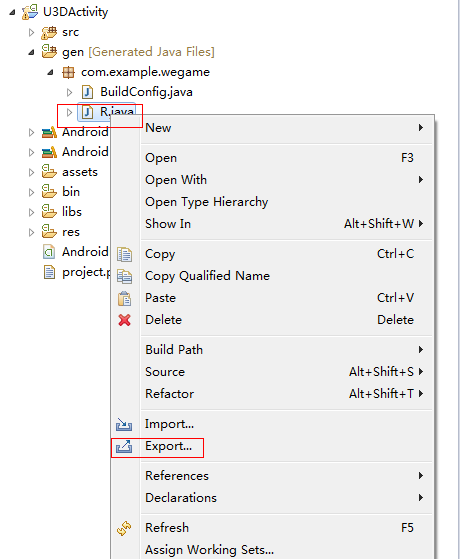 U3DActivity
src
gen [Generated Java Files]
com.example.wegame
BuildConfig.java
R.java
Android
Android
assets
bin
libs
res
Android
project.p
New
Open F3
Open With
Open Type Hierarchy
Show In Alt+Shift+W
Copy Ctrl+C
Copy Qualified Name
Paste Ctrl+V
Delete Delete
Build Path
Source Alt+Shift+S
Refactor Alt+Shift+T
Import...
Export...
References
Declarations
Refresh F5
Assign Working Sets...